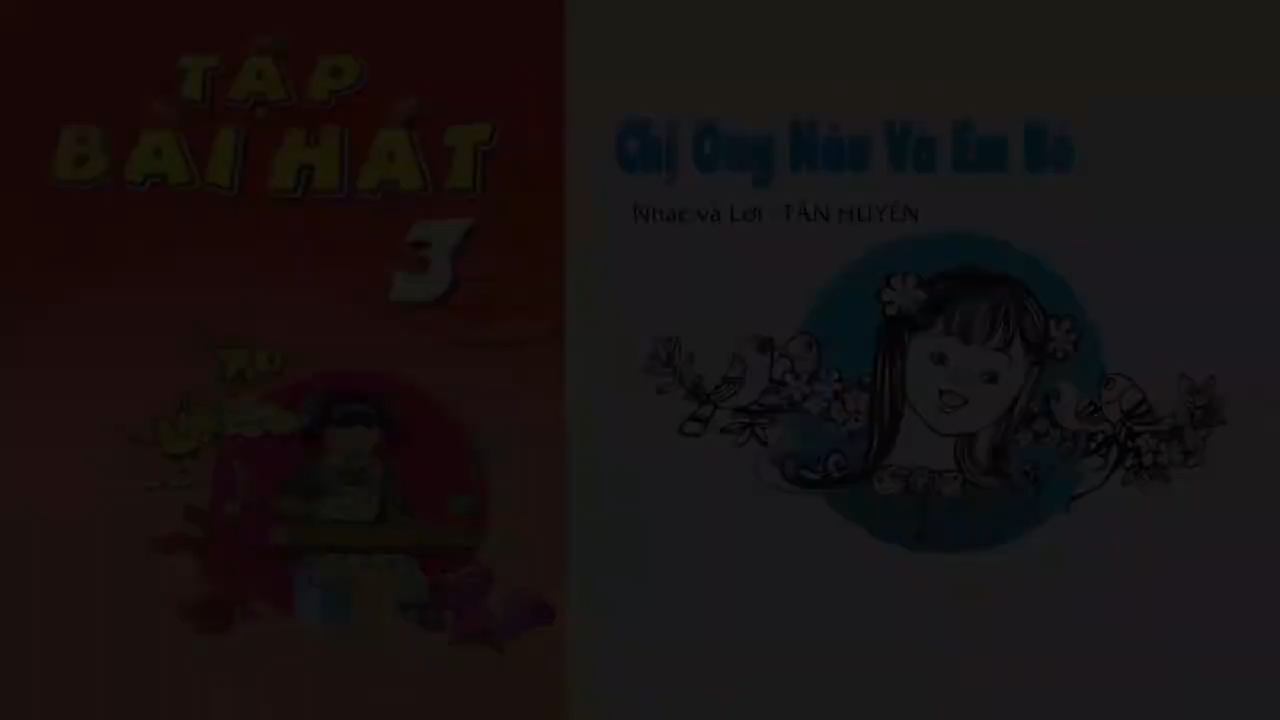 TẬP
BÀI HÁT
3
Chị Ong Nâu Và Em Bé
Nhạc và Lời : TÂN HUYỀN